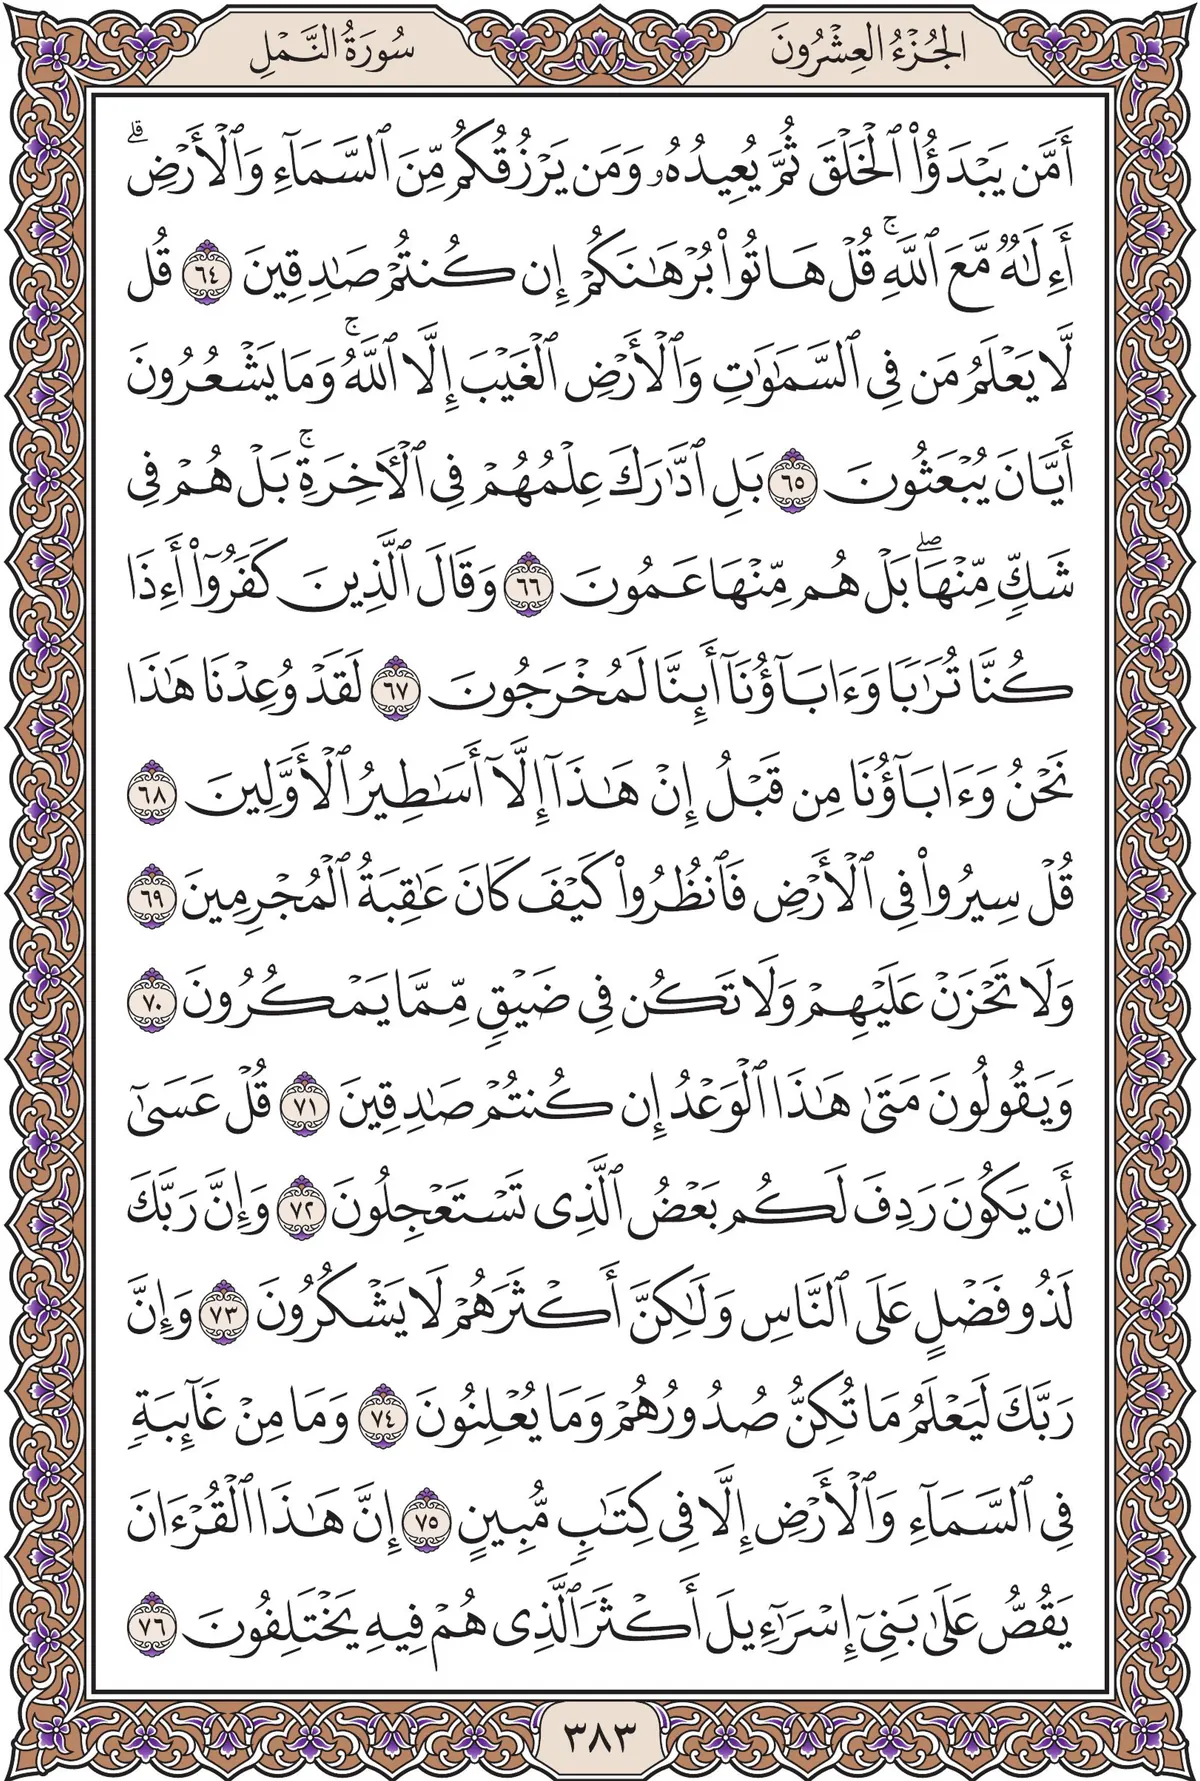 الجُزْءُ العِشْرُونَ
سُورَةُ النَّمْلِ
أَمَّن يَبْدَؤُاْ ٱلْخَلْقَ ثُمَّ يُعِيدُهُۥ وَمَن يَرْزُقُكُم مِّنَ ٱلسَّمَآءِ وَٱلْأَرْضِۗ
أَءِلَٰهٌ مَّعَ ٱللَّهِۚ قُلْ هَاتُواْ بُرْهَٰنَكُمْ إِن كُنتُمْ صَٰدِقِينَ ٦٤ قُل
لَّا يَعْلَمُ مَن فِى ٱلسَّمَٰوَٰتِ وَٱلْأَرْضِ ٱلْغَيْبَ إِلَّا ٱللَّهُۚ وَمَا يَشْعُرُونَ
أَيَّانَ يُبْعَثُونَ ٦٥ بَلِ ٱدَّٰرَكَ عِلْمُهُمْ فِى ٱلْءَاخِرَةِۚ بَلْ هُمْ فِى
شَكٍّ مِّنْهَاۖ بَلْ هُم مِّنْهَا عَمُونَ ٦٦ وَقَالَ ٱلَّذِينَ كَفَرُوٓاْ أَءِذَا
كُنَّا تُرَٰبًا وَءَابَآؤُنَآ أَئِنَّا لَمُخْرَجُونَ ٦٧ لَقَدْ وُعِدْنَا هَٰذَا
نَحْنُ وَءَابَآؤُنَا مِن قَبْلُ إِنْ هَٰذَآ إِلَّآ أَسَٰطِيرُ ٱلْأَوَّلِينَ ٦٨
قُلْ سِيرُواْ فِى ٱلْأَرْضِ فَٱنظُرُواْ كَيْفَ كَانَ عَٰقِبَةُ ٱلْمُجْرِمِينَ ٦٩
وَلَا تَحْزَنْ عَلَيْهِمْ وَلَا تَكُن فِى ضَيْقٍ مِّمَّا يَمْكُرُونَ ٧٠
وَيَقُولُونَ مَتَىٰ هَٰذَا ٱلْوَعْدُ إِن كُنتُمْ صَٰدِقِينَ ٧١ قُلْ عَسَىٰٓ
أَن يَكُونَ رَدِفَ لَكُم بَعْضُ ٱلَّذِى تَسْتَعْجِلُونَ ٧٢ وَإِنَّ رَبَّكَ
لَذُو فَضْلٍ عَلَى ٱلنَّاسِ وَلَٰكِنَّ أَكْثَرَهُمْ لَا يَشْكُرُونَ ٧٣ وَإِنَّ
رَبَّكَ لَيَعْلَمُ مَا تُكِنُّ صُدُورُهُمْ وَمَا يُعْلِنُونَ ٧٤ وَمَا مِنْ غَآئِبَةٍ
فِى ٱلسَّمَآءِ وَٱلْأَرْضِ إِلَّا فِى كِتَٰبٍ مُّبِينٍ ٧٥ إِنَّ هَٰذَا ٱلْقُرْءَانَ
يَقُصُّ عَلَىٰ بَنِىٓ إِسْرَٰٓءِيلَ أَكْثَرَ ٱلَّذِى هُمْ فِيهِ يَخْتَلِفُونَ ٧٦
٣٨٣